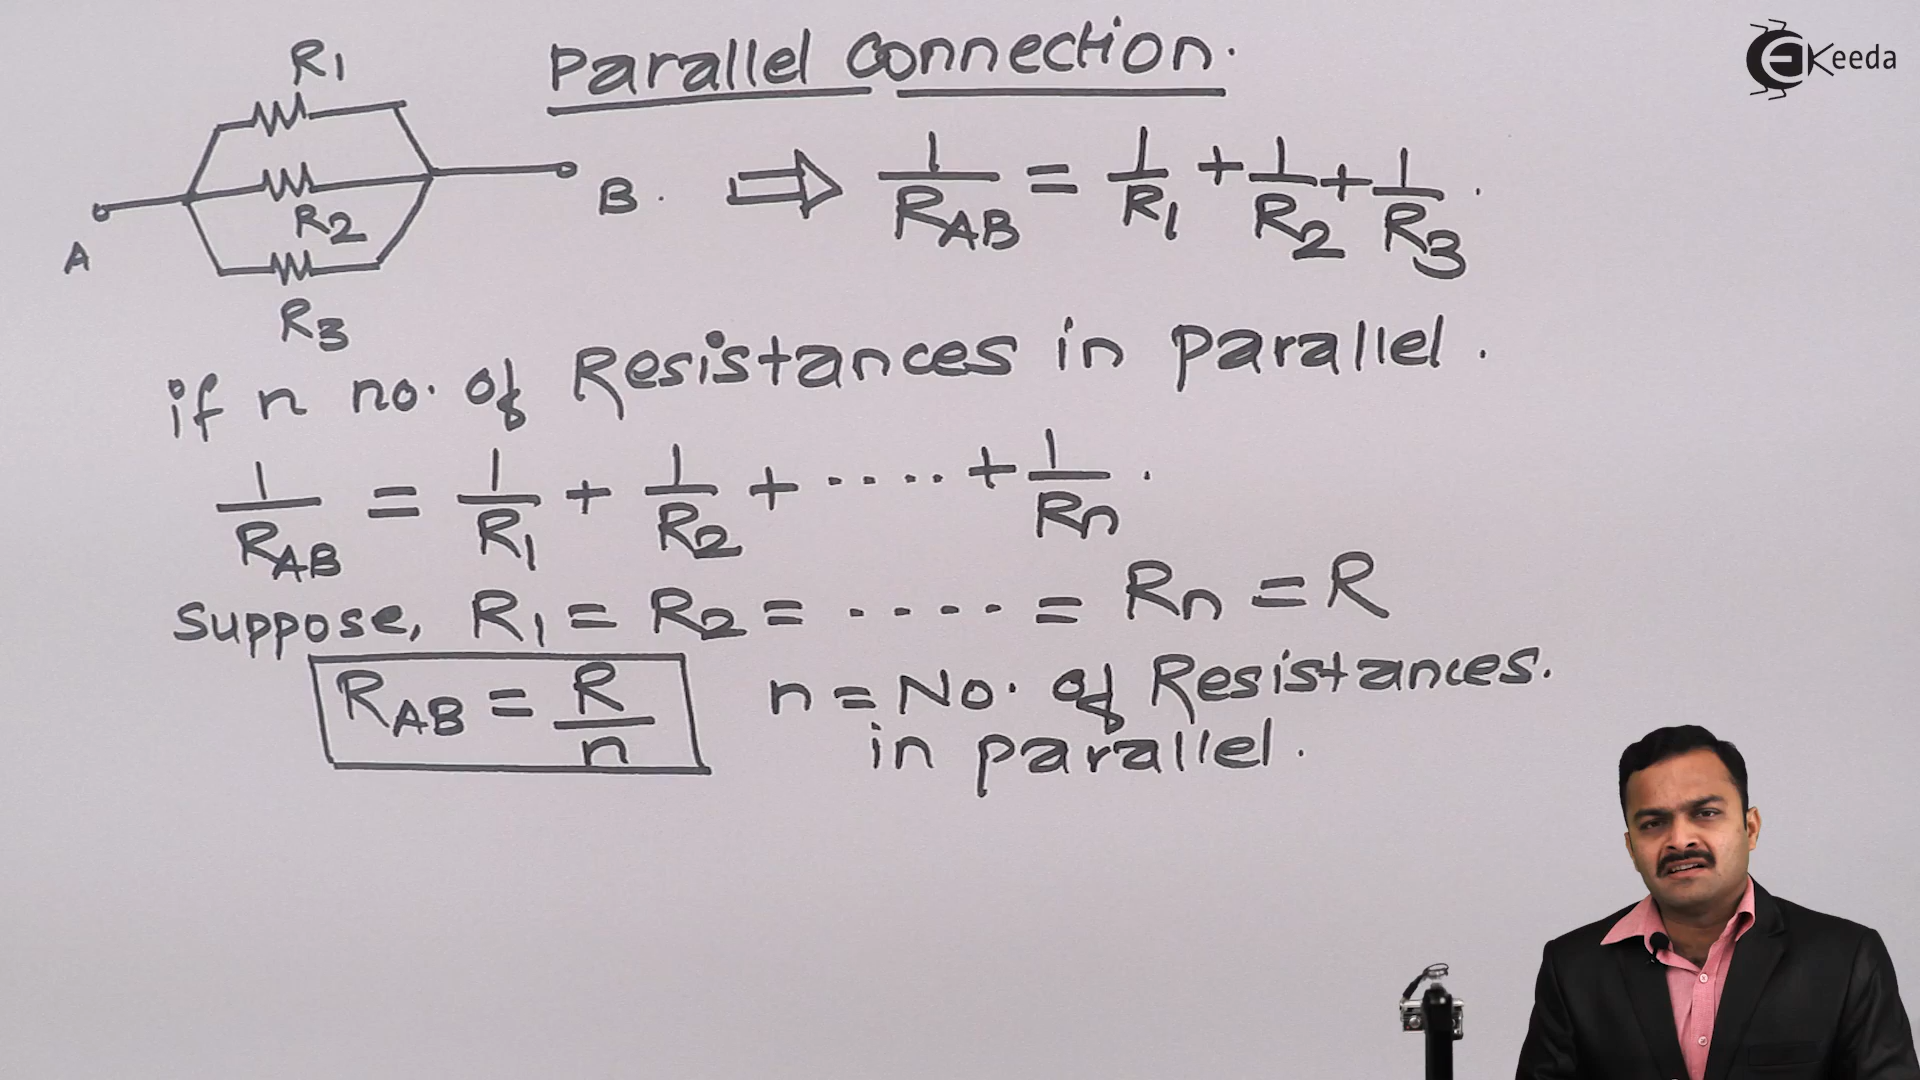 Parallel Connection.
R1
R2
R3
A
B.
⇒ 1/RAB = 1/R1 + 1/R2 + 1/R3.
if n no. of Resistances in parallel.
1/RAB = 1/R1 + 1/R2 + ..... + 1/Rn.
Suppose, R1 = R2 = ..... = Rn = R
RAB = R/n
n = No. of Resistances.
in parallel.
EKeeda